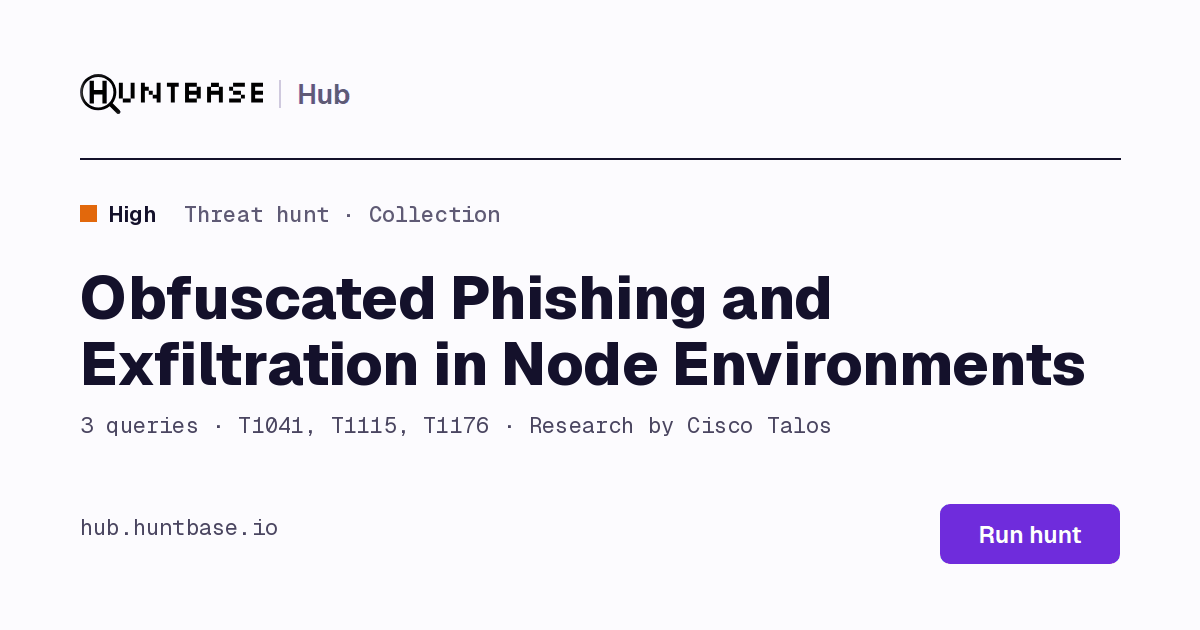 HUNTBASE Hub
High Threat hunt · Collection
Obfuscated Phishing and
Exfiltration in Node Environments
3 queries · T1041, T1115, T1176 · Research by Cisco Talos
hub.huntbase.io
Run hunt